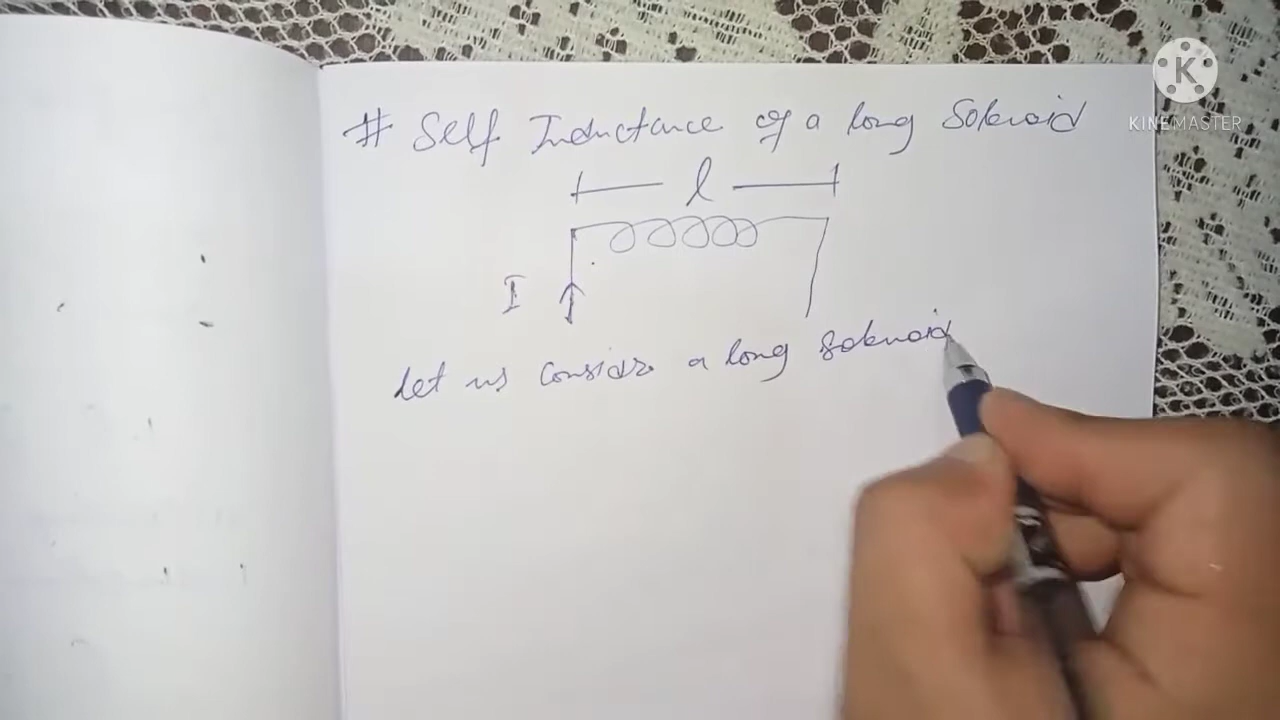 # Self Inductance of a long Solenoid
l
I
Let us consider a long solenoid
K
KINEMASTER